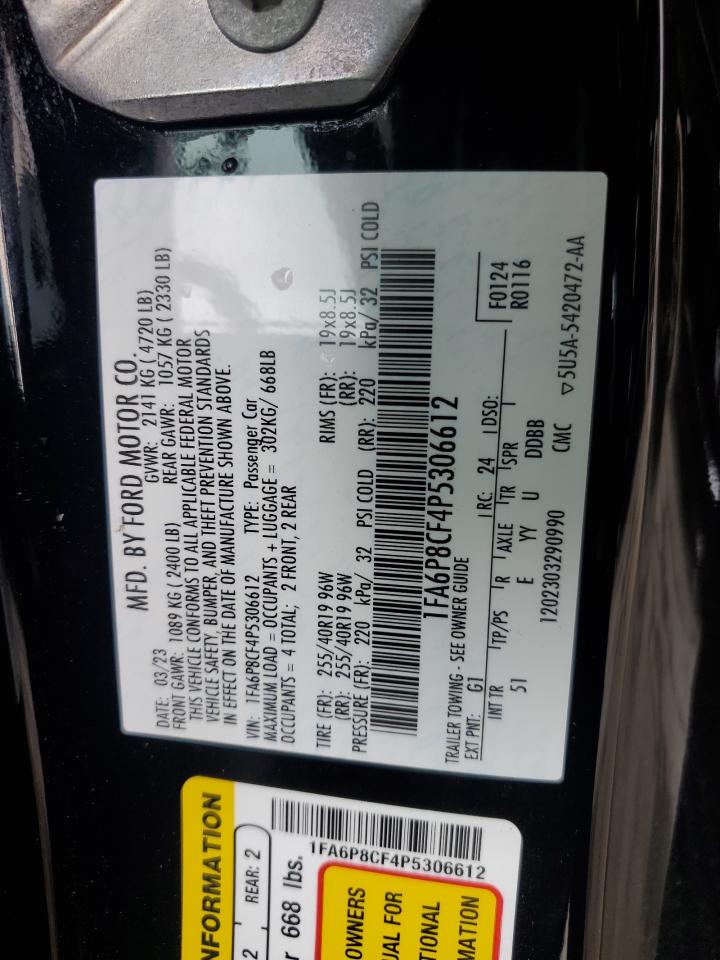 MFD. BY FORD MOTOR CO.
DATE: 03/23 GVWR: 2141 KG ( 4720 LB)
FRONT GAWR: 1089 KG ( 2400 LB) REAR GAWR: 1057 KG ( 2330 LB)
THIS VEHICLE CONFORMS TO ALL APPLICABLE FEDERAL MOTOR
VEHICLE SAFETY, BUMPER, AND THEFT PREVENTION STANDARDS
IN EFFECT ON THE DATE OF MANUFACTURE SHOWN ABOVE.
VIN: 1FA6P8CF4P5306612 TYPE: Passenger Car
MAXIMUM LOAD = OCCUPANTS + LUGGAGE = 302KG/ 668LB
OCCUPANTS = 4 TOTAL; 2 FRONT, 2 REAR
TIRE (FR): 255/40R19 96W RIMS (FR): 19x8.5J
(RR): 255/40R19 96W (RR): 19x8.5J
PRESSURE (FR): 220 kPa/ 32 PSI COLD (RR): 220 kPa/ 32 PSI COLD
1FA6P8CF4P5306612
TRAILER TOWING - SEE OWNER GUIDE
EXT PNT: G1 RC: 24 DSO: F0124
R0116
INT TR TP/PS R AXLE TR SPR
51 E YY U DDBB
1202303290990 CMC ▽5U5A-5420472-AA
NFORMATION
2 REAR: 2
r 668 lbs.
1FA6P8CF4P5306612
OWNERS
UAL FOR
TIONAL
MATION